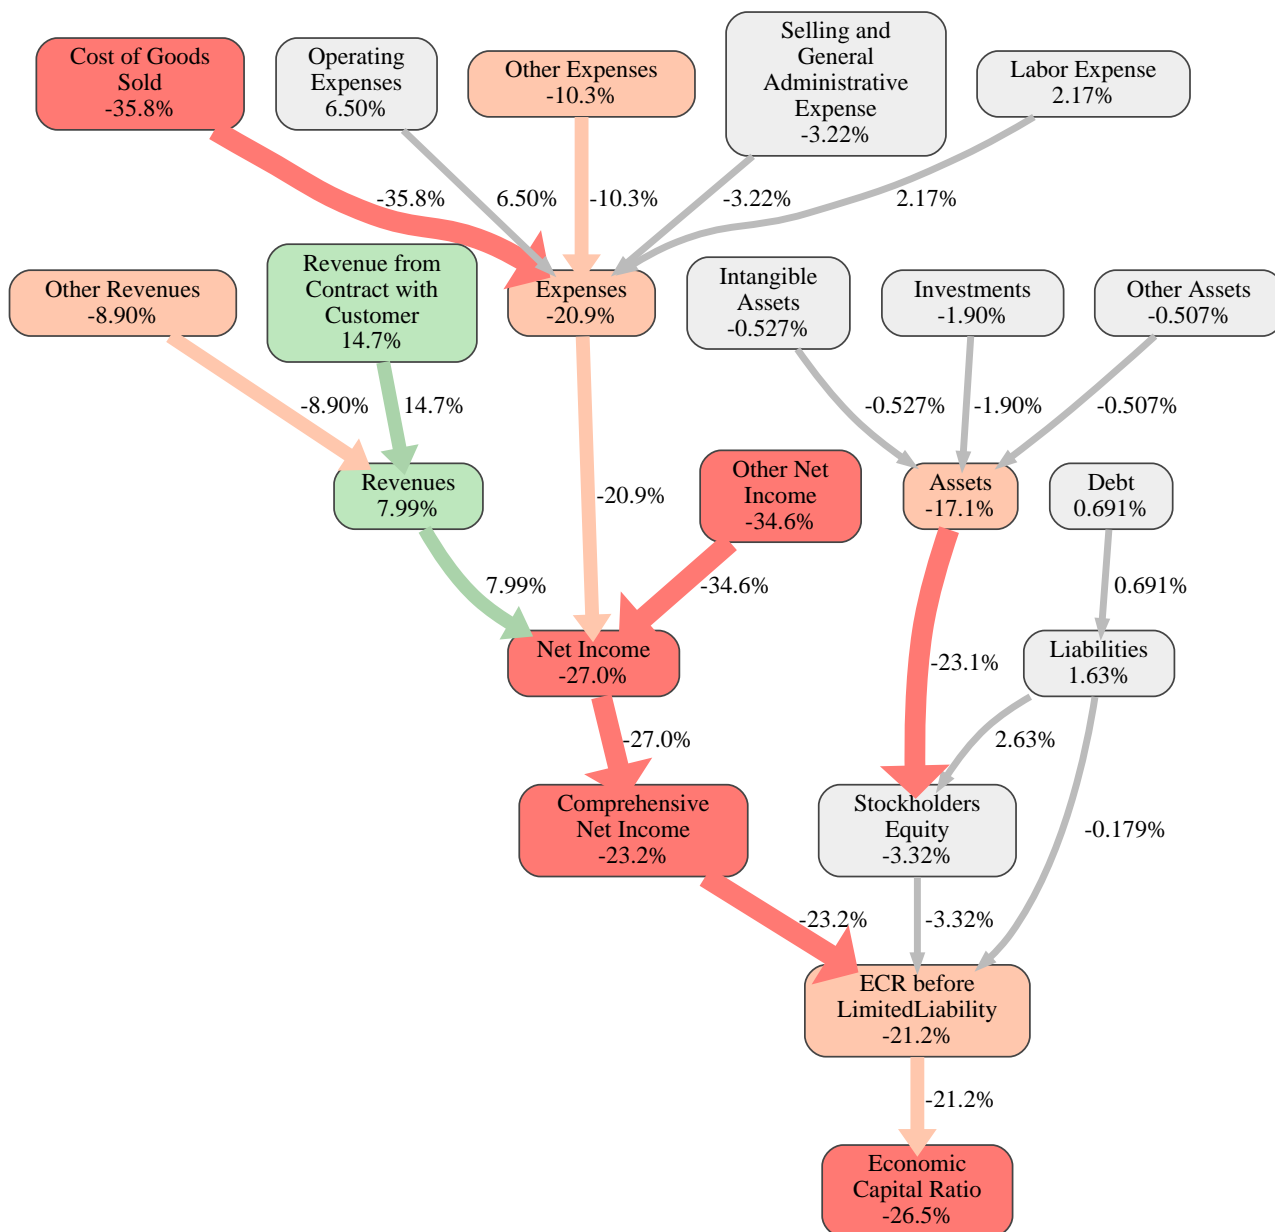 Cost of Goods
Sold
-35.8%
Operating
Expenses
6.50%
Other Expenses
-10.3%
Selling and
General
Administrative
Expense
-3.22%
Labor Expense
2.17%
-35.8%
6.50%
-10.3%
-3.22%
2.17%
Other Revenues
-8.90%
Revenue from
Contract with
Customer
14.7%
Expenses
-20.9%
Intangible
Assets
-0.527%
Investments
-1.90%
Other Assets
-0.507%
-8.90%
14.7%
-20.9%
-0.527%
-1.90%
-0.507%
Revenues
7.99%
Other Net
Income
-34.6%
Assets
-17.1%
Debt
0.691%
7.99%
-34.6%
-23.1%
0.691%
Net Income
-27.0%
Liabilities
1.63%
-27.0%
2.63%
-0.179%
Comprehensive
Net Income
-23.2%
Stockholders
Equity
-3.32%
-23.2%
-3.32%
ECR before
LimitedLiability
-21.2%
-21.2%
Economic
Capital Ratio
-26.5%